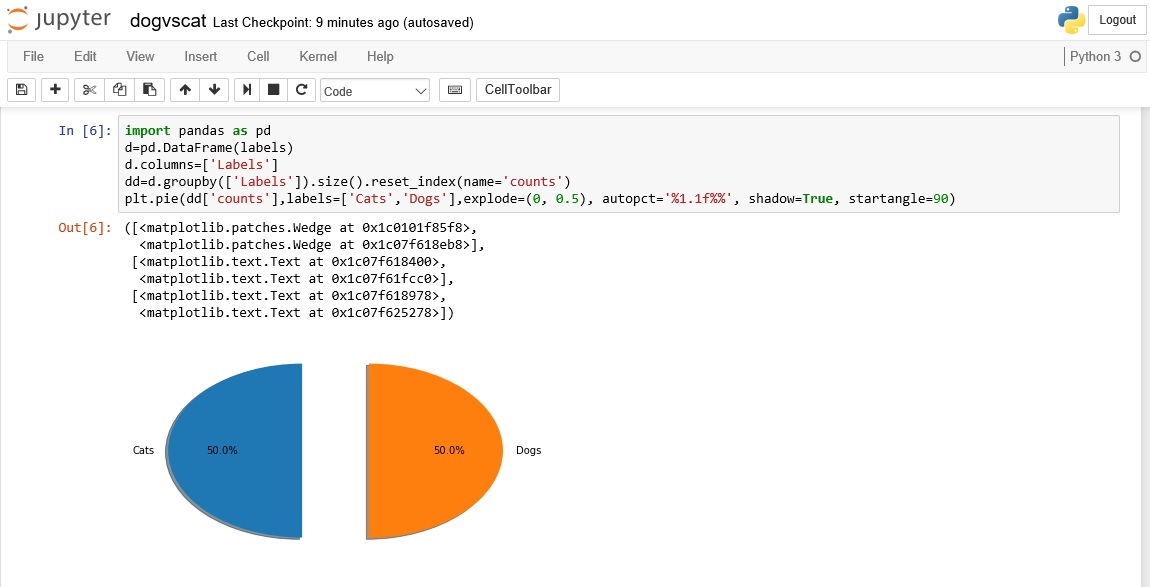 jupyter dogvscat Last Checkpoint: 9 minutes ago (autosaved) Logout
File Edit View Insert Cell Kernel Help Python 3
Code CellToolbar
In [6]: import pandas as pd
d=pd.DataFrame(labels)
d.columns=['Labels']
dd=d.groupby(['Labels']).size().reset_index(name='counts')
plt.pie(dd['counts'],labels=['Cats','Dogs'],explode=(0, 0.5), autopct='%1.1f%%', shadow=True, startangle=90)
Out[6]: ([<matplotlib.patches.Wedge at 0x1c0101f85f8>,
<matplotlib.patches.Wedge at 0x1c07f618eb8>],
[<matplotlib.text.Text at 0x1c07f618400>,
<matplotlib.text.Text at 0x1c07f61fcc0>],
[<matplotlib.text.Text at 0x1c07f618978>,
<matplotlib.text.Text at 0x1c07f625278>])
Cats 50.0% 50.0% Dogs